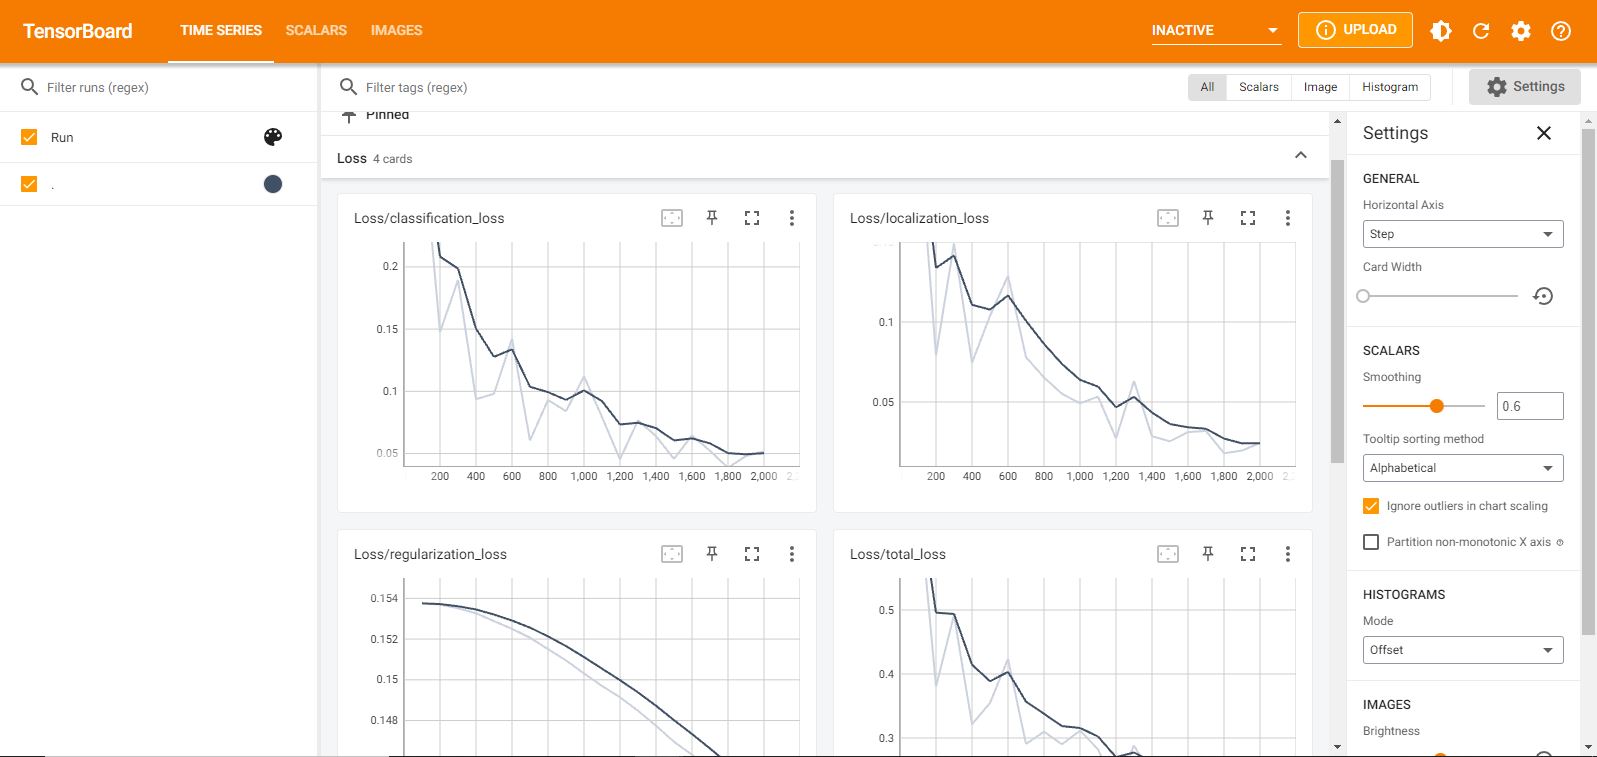 TensorBoard
TIME SERIES
SCALARS
IMAGES
INACTIVE
UPLOAD
Filter runs (regex)
Run
.
Filter tags (regex)
All
Scalars
Image
Histogram
Settings
Pinned
Loss 4 cards
Loss/classification_loss
0.2
0.15
0.1
0.05
200 400 600 800 1,000 1,200 1,400 1,600 1,800 2,000
Loss/localization_loss
0.1
0.05
200 400 600 800 1,000 1,200 1,400 1,600 1,800 2,000
Loss/regularization_loss
0.154
0.152
0.15
0.148
Loss/total_loss
0.5
0.4
0.3
Settings
GENERAL
Horizontal Axis
Step
Card Width
SCALARS
Smoothing
0.6
Tooltip sorting method
Alphabetical
Ignore outliers in chart scaling
Partition non-monotonic X axis
HISTOGRAMS
Mode
Offset
IMAGES
Brightness